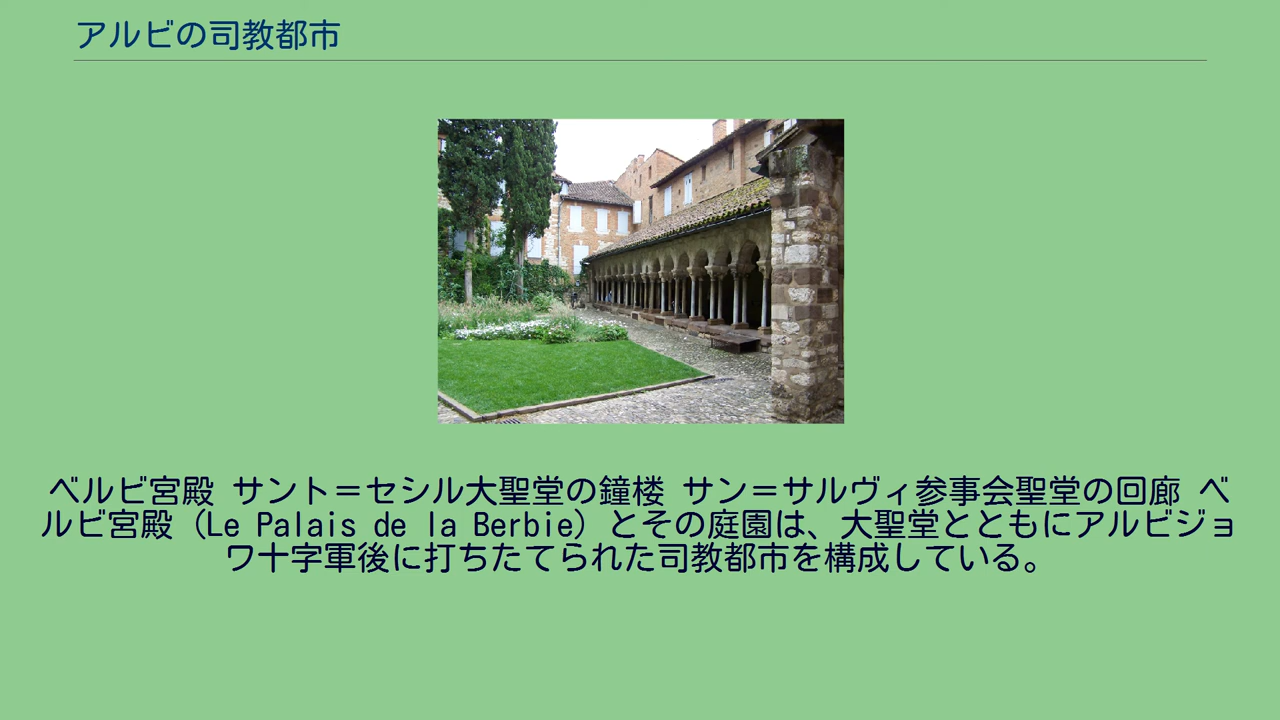 アルビの司教都市
ベルビ宮殿 サント＝セシル大聖堂の鐘楼 サン＝サルヴィ参事会聖堂の回廊 ベ
ルビ宮殿（Le Palais de la Berbie）とその庭園は、大聖堂とともにアルビジョ
ワ十字軍後に打ちたてられた司教都市を構成している。